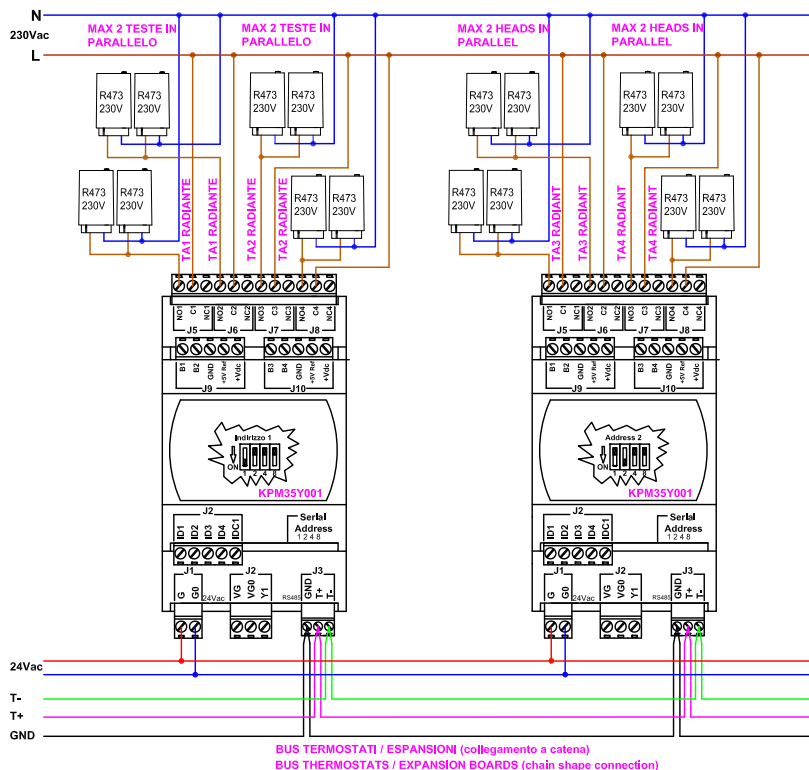 N
230Vac
L
MAX 2 TESTE IN
PARALLELO
MAX 2 TESTE IN
PARALLELO
MAX 2 HEADS IN
PARALLEL
MAX 2 HEADS IN
PARALLEL
R473
230V
R473
230V
R473
230V
R473
230V
R473
230V
R473
230V
R473
230V
R473
230V
R473
230V
R473
230V
R473
230V
R473
230V
R473
230V
R473
230V
R473
230V
R473
230V
TA1 RADIANTE
TA1 RADIANTE
TA2 RADIANTE
TA2 RADIANTE
TA3 RADIANT
TA3 RADIANT
TA4 RADIANT
TA4 RADIANT
NO1 C1 NC1 NO2 C2 NC2 NO3 C3 NC3 NO4 C4 NC4
J5 J6 J7 J8
B1 B2 GND +5V Ref +Vdc
B3 B4 GND +5V Ref +Vdc
J9 J10
Indirizzo 1
ON
1 2 4 8
KPM35Y001
J2
ID1 ID2 ID3 ID4 IDC1
Serial
Address
1 2 4 8
J1 J2 J3
G G0 24Vac VG VG0 Y1 RS485 GND T+ T-
NO1 C1 NC1 NO2 C2 NC2 NO3 C3 NC3 NO4 C4 NC4
J5 J6 J7 J8
B1 B2 GND +5V Ref +Vdc
B3 B4 GND +5V Ref +Vdc
J9 J10
Address 2
ON
1 2 4 8
KPM35Y001
J2
ID1 ID2 ID3 ID4 IDC1
Serial
Address
1 2 4 8
J1 J2 J3
G G0 24Vac VG VG0 Y1 RS485 GND T+ T-
24Vac
T-
T+
GND
BUS TERMOSTATI / ESPANSIONI (collegamento a catena)
BUS THERMOSTATS / EXPANSION BOARDS (chain shape connection)